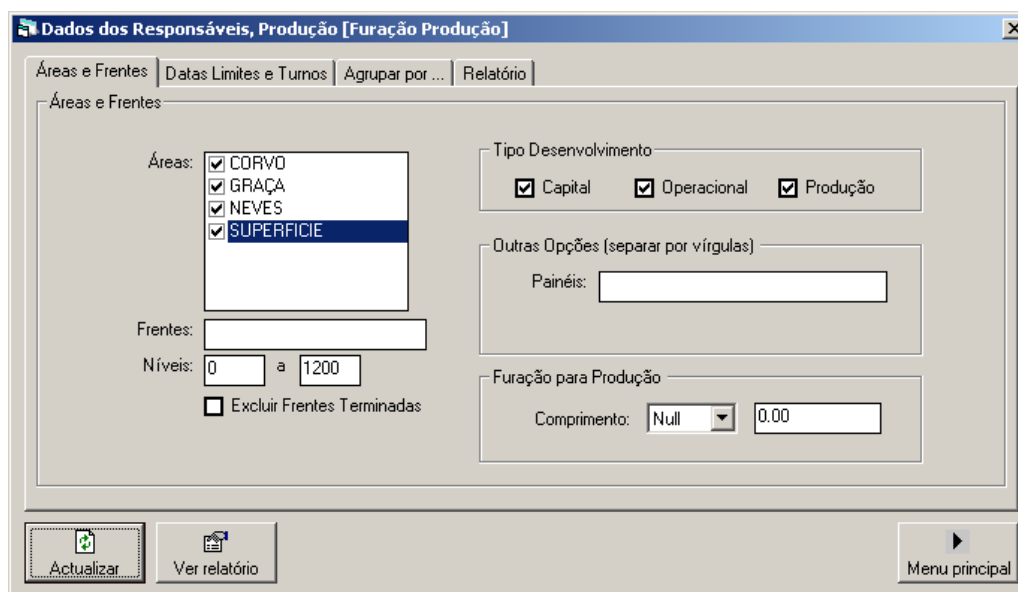 Dados dos Responsáveis, Produção [Furação Produção]
Áreas e Frentes
Datas Limites e Turnos
Agrupar por ...
Relatório
Áreas e Frentes
Áreas:
CORVO
GRAÇA
NEVES
SUPERFICIE
Frentes:
Níveis: 0 a 1200
Excluir Frentes Terminadas
Tipo Desenvolvimento
Capital Operacional Produção
Outras Opções (separar por vírgulas)
Painéis:
Furação para Produção
Comprimento: Null 0.00
Actualizar
Ver relatório
Menu principal